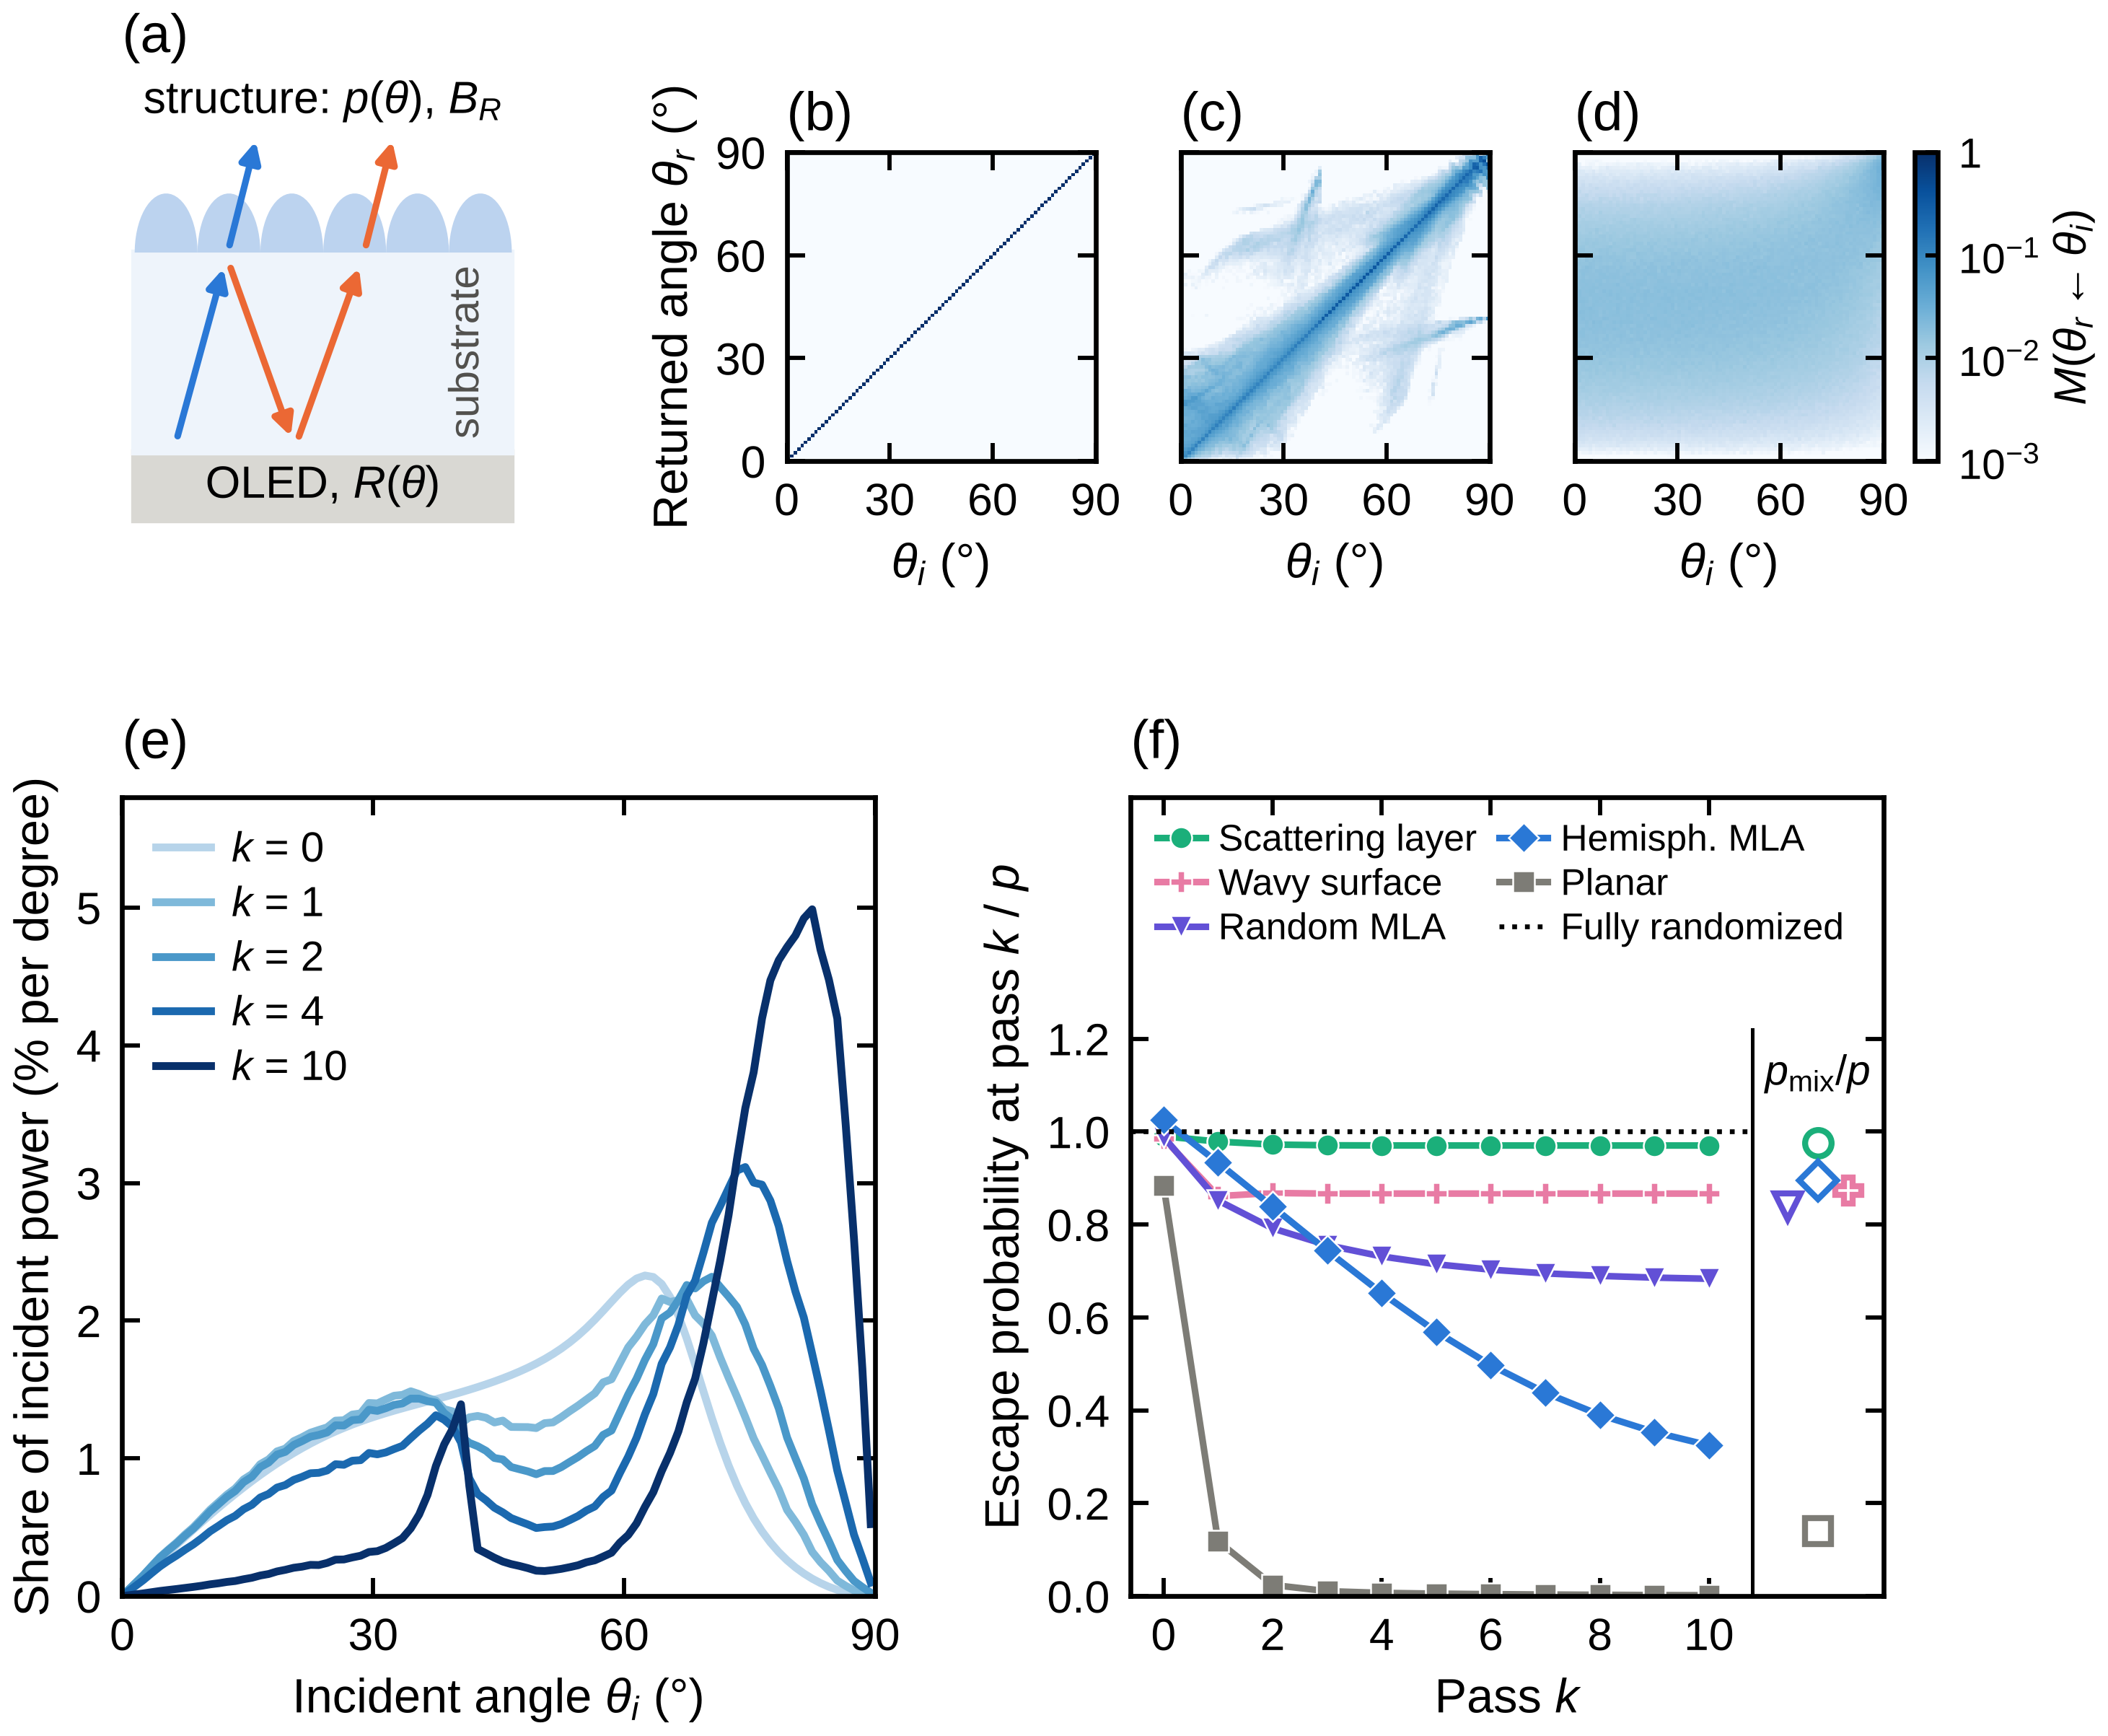 (a)
structure: p(θ), B_R
substrate
OLED, R(θ)
Returned angle θ_r (°)
(b)
90
60
30
0
0 30 60 90
θ_i (°)
(c)
0 30 60 90
θ_i (°)
(d)
0 30 60 90
θ_i (°)
1
10⁻¹
10⁻²
10⁻³
M(θ_r ← θ_i)
(e)
Share of incident power (% per degree)
5
4
3
2
1
0
k = 0
k = 1
k = 2
k = 4
k = 10
0 30 60 90
Incident angle θ_i (°)
(f)
Escape probability at pass k / p
Scattering layer
Wavy surface
Random MLA
Hemisph. MLA
Planar
Fully randomized
1.2
1.0
0.8
0.6
0.4
0.2
0.0
p_mix/p
0 2 4 6 8 10
Pass k